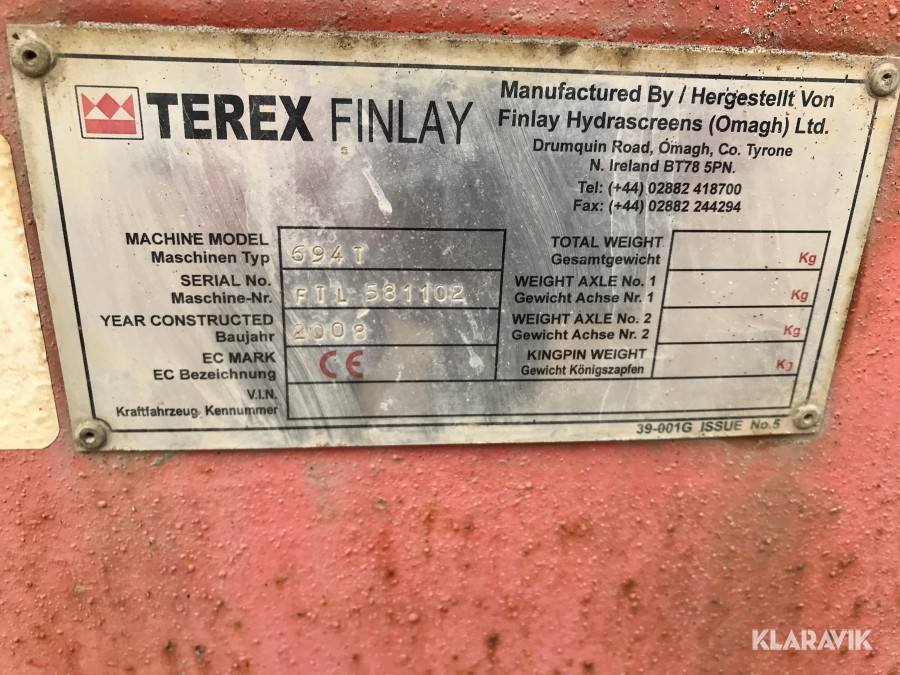 TEREX FINLAY
Manufactured By / Hergestellt Von
Finlay Hydrascreens (Omagh) Ltd.
Drumquin Road, Omagh, Co. Tyrone
N. Ireland BT78 5PN.
Tel: (+44) 02882 418700
Fax: (+44) 02882 244294
MACHINE MODEL
Maschinen Typ
694T
SERIAL No.
Maschine-Nr.
FTL 581102
YEAR CONSTRUCTED
Baujahr
2008
EC MARK
EC Bezeichnung
CE
V.I.N.
Kraftfahrzeug Kennummer
TOTAL WEIGHT
Gesamtgewicht
Kg
WEIGHT AXLE No. 1
Gewicht Achse Nr. 1
Kg
WEIGHT AXLE No. 2
Gewicht Achse Nr. 2
Kg
KINGPIN WEIGHT
Gewicht Königszapfen
Kg
39-001G ISSUE No.5
KLARAVIK